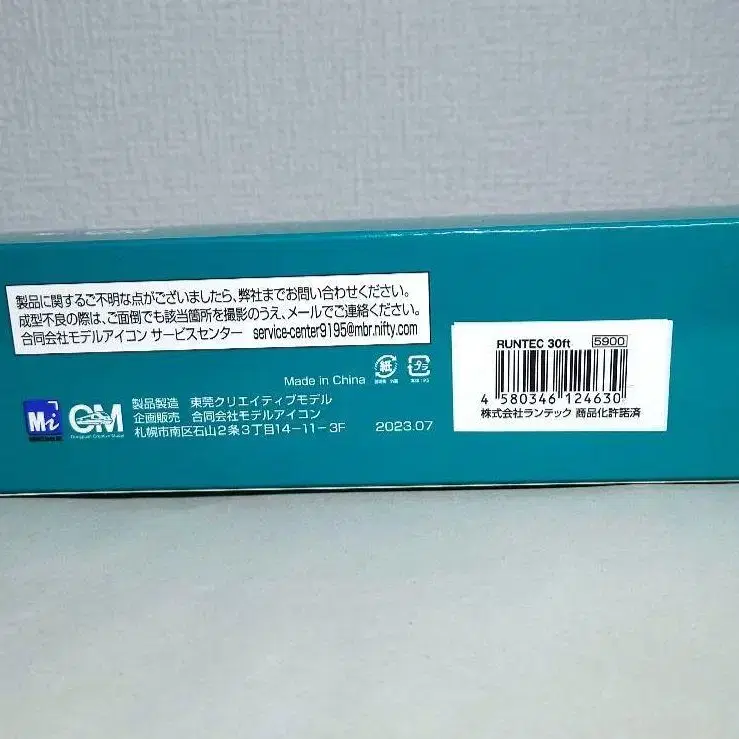 製品に関するご不明な点がございましたら、弊社までお問い合わせください。
成型不良の際は、ご面倒でも該当箇所を撮影のうえ、メールでご連絡ください。
合同会社モデルアイコン サービスセンター service-center9195@mbr.nifty.com
Made in China
紙
プラ
Mi
CM
製品製造 東莞クリエイティブモデル
企画販売 合同会社モデルアイコン
札幌市南区石山2条3丁目14-11-3F 2023.07
RUNTEC 30ft 5900
4 580346 124630
株式会社ランテック 商品化許諾済